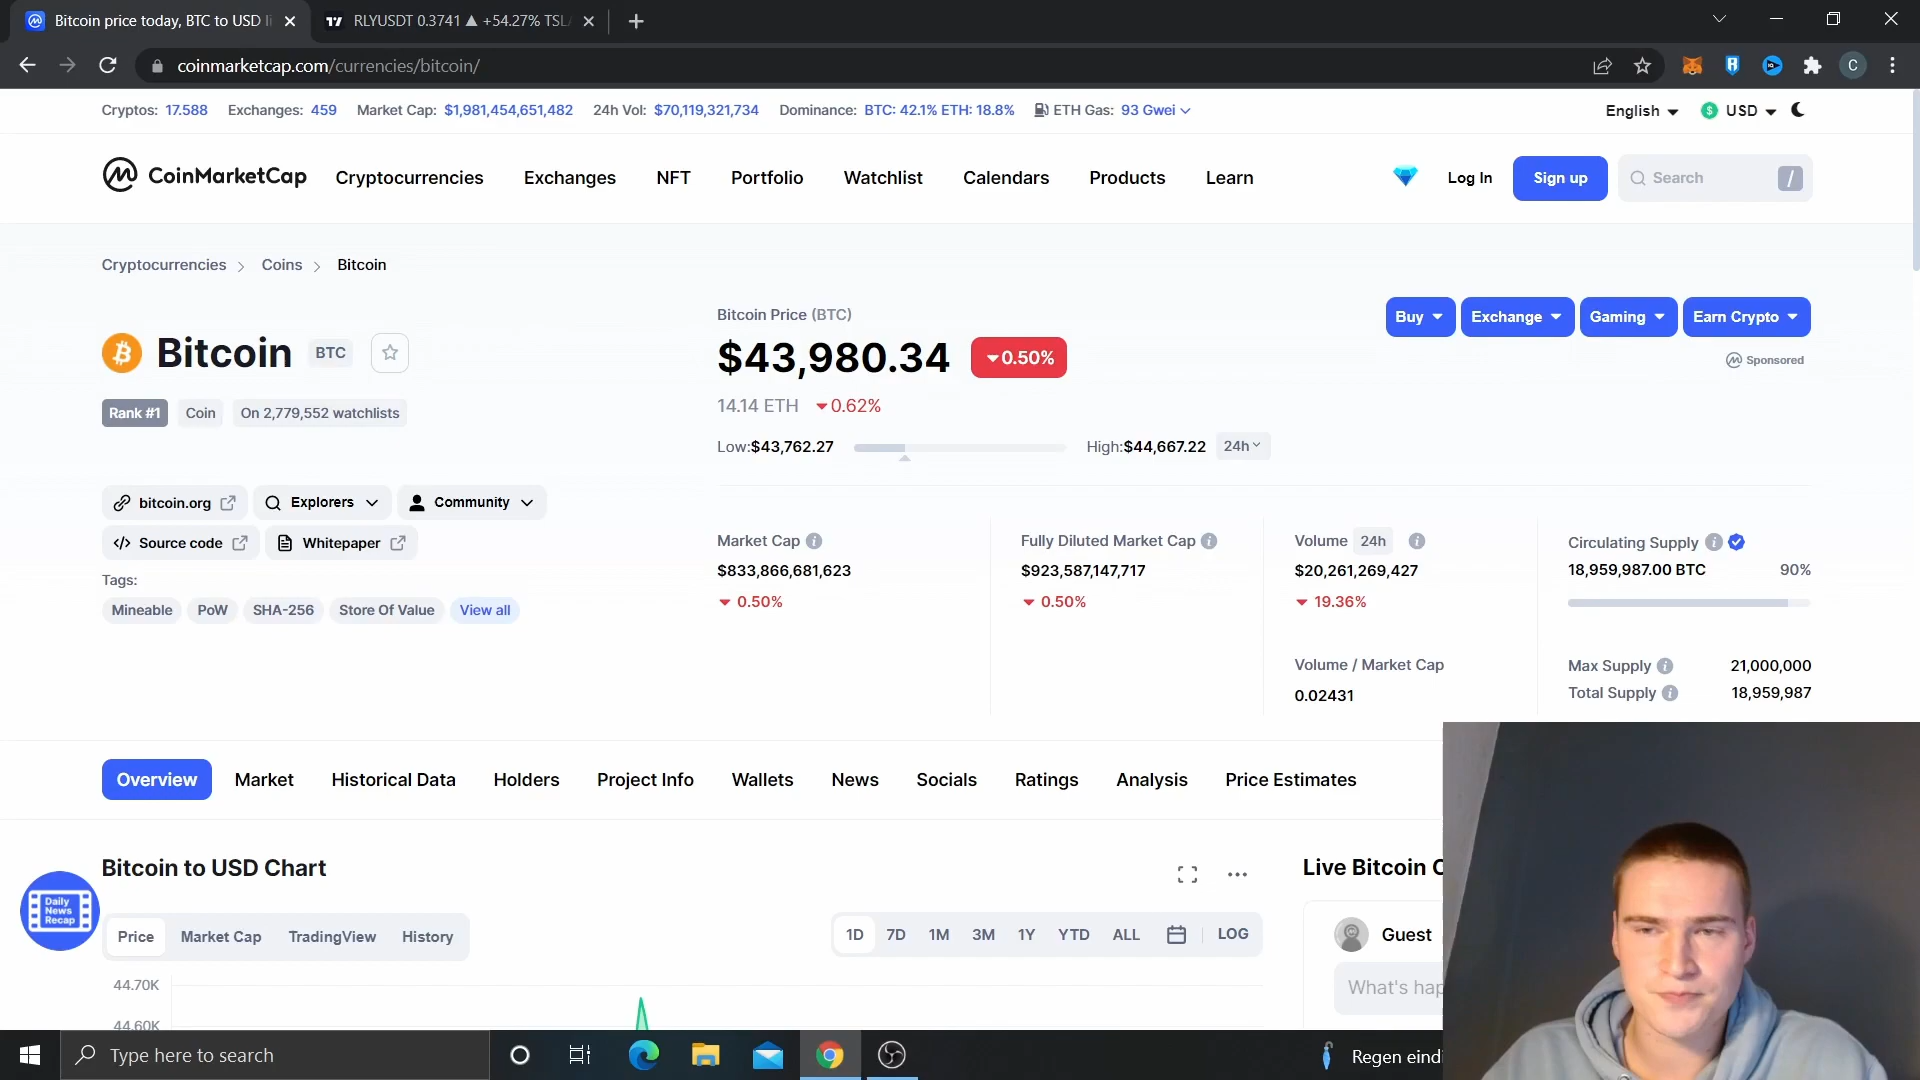 Bitcoin price today, BTC to USD li
RLYUSDT 0.3741 ▲ +54.27% TSLA
coinmarketcap.com/currencies/bitcoin/
C
Cryptos: 17.588 Exchanges: 459 Market Cap: $1,981,454,651,482 24h Vol: $70,119,321,734 Dominance: BTC: 42.1% ETH: 18.8% ETH Gas: 93 Gwei
English USD
CoinMarketCap Cryptocurrencies Exchanges NFT Portfolio Watchlist Calendars Products Learn Log In Sign up Search /
Cryptocurrencies Coins Bitcoin
Bitcoin BTC
Rank #1 Coin On 2,779,552 watchlists
bitcoin.org Explorers Community
Source code Whitepaper
Tags:
Mineable PoW SHA-256 Store Of Value View all
Bitcoin Price (BTC)
$43,980.34 0.50%
14.14 ETH 0.62%
Low:$43,762.27 High:$44,667.22 24h
Buy Exchange Gaming Earn Crypto
Sponsored
Market Cap
$833,866,681,623
0.50%
Fully Diluted Market Cap
$923,587,147,717
0.50%
Volume 24h
$20,261,269,427
19.36%
Volume / Market Cap
0.02431
Circulating Supply
18,959,987.00 BTC 90%
Max Supply 21,000,000
Total Supply 18,959,987
Overview Market Historical Data Holders Project Info Wallets News Socials Ratings Analysis Price Estimates
Bitcoin to USD Chart
Daily
News
Recap
Price Market Cap TradingView History
1D 7D 1M 3M 1Y YTD ALL LOG
44.70K
44.60K
Live Bitcoin C
Guest
What's hap
Type here to search
Regen eindi